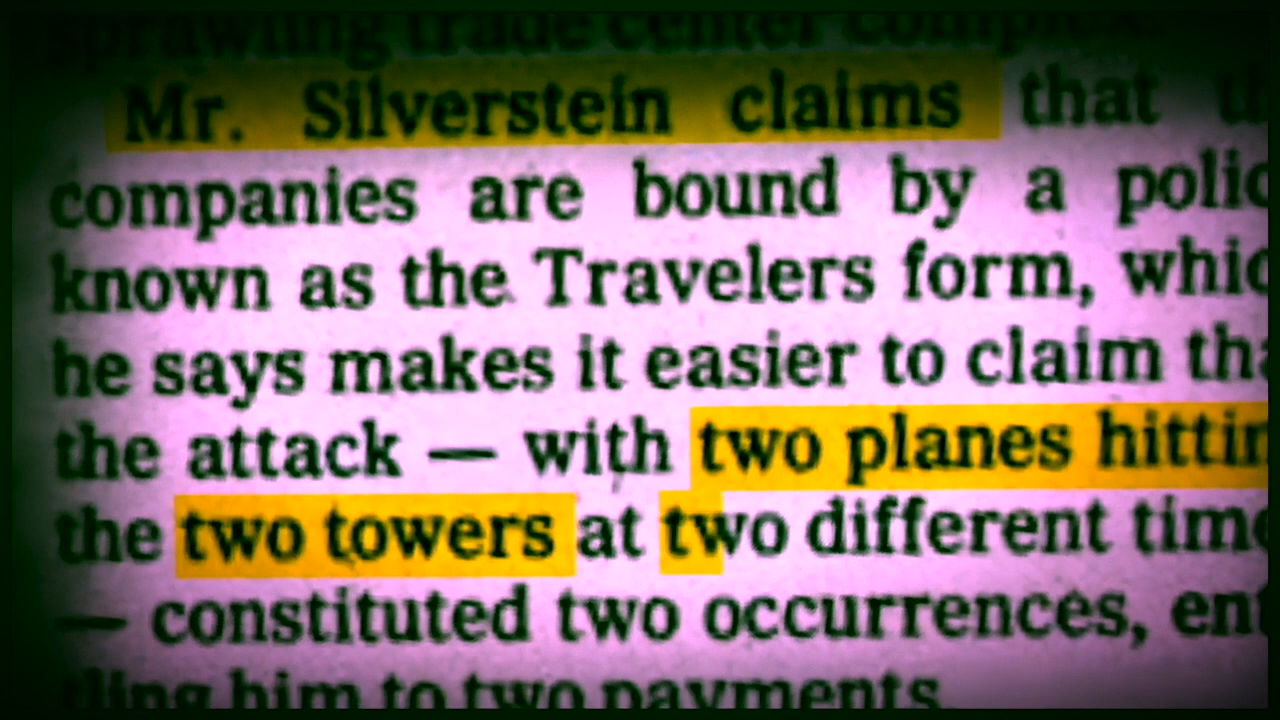 sprawling trade center complex.
Mr. Silverstein claims that th
companies are bound by a polic
known as the Travelers form, whic
he says makes it easier to claim tha
the attack — with two planes hittin
the two towers at two different time
— constituted two occurrences, ent
tling him to two payments.